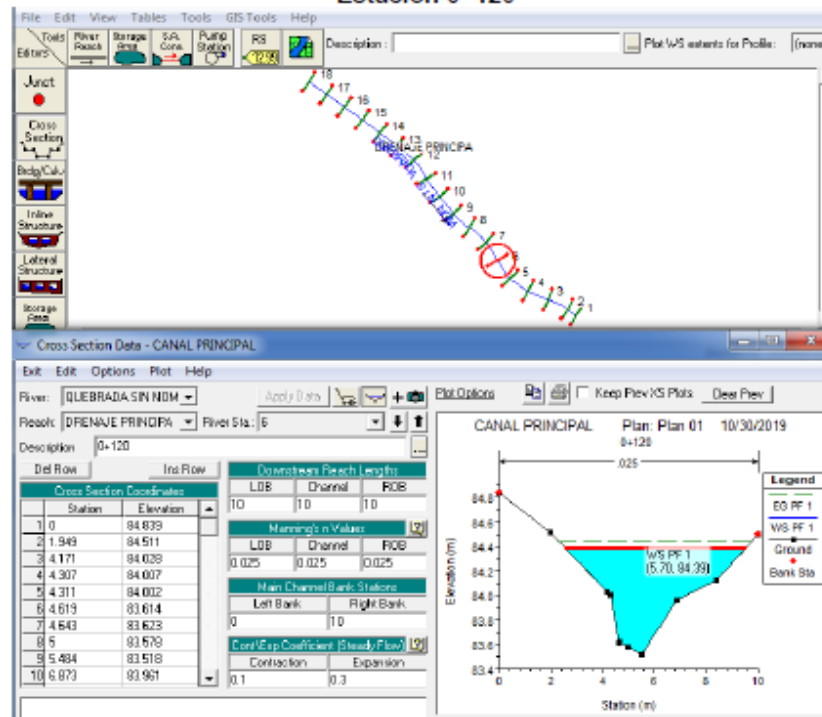 File Edit View Tables Tools GIS Tools Help
Tools
Editors
River Reach
Storage Area
S.A. Conn.
Pump Station
RS
Description :
Plot WS extents for Profile:
(none
Junct.
Cross Section
Brdg/Culv
Inline Structure
Lateral Structure
Storage Area
18
17
16
15
14
13
12
11
10
9
8
7
6
5
4
3
2
1
DRENAJE PRINCIPA
Cross Section Data - CANAL PRINCIPAL
Exit Edit Options Plot Help
River: QUEBRADA SIN NOM
Apply Data
Reach: DRENAJE PRINCIPA
River Sta.: 6
Description 0+120
Del Row Ins Row
Cross Section Coordinates
Station Elevation
1 0 84.839
2 1.949 84.511
3 4.171 84.028
4 4.307 84.007
5 4.311 84.002
6 4.619 83.614
7 4.643 83.623
8 5 83.578
9 5.484 83.518
10 6.873 83.961
Downstream Reach Lengths
LOB Channel ROB
10 10 10
Manning's n Values
LOB Channel ROB
0.025 0.025 0.025
Main Channel Bank Stations
Left Bank Right Bank
0 10
Cont\Exp Coefficient (Steady Flow)
Contraction Expansion
0.1 0.3
Plot Options
Keep Prev XS Plots
Clear Prev
CANAL PRINCIPAL Plan: Plan 01 10/30/2019
0+120
.025
84.8
84.6
84.4
84.2
84.0
83.8
83.6
83.4
Elevation (m)
0 2 4 6 8 10
Station (m)
WS PF 1
(5.70, 84.39)
Legend
EG PF 1
WS PF 1
Ground
Bank Sta